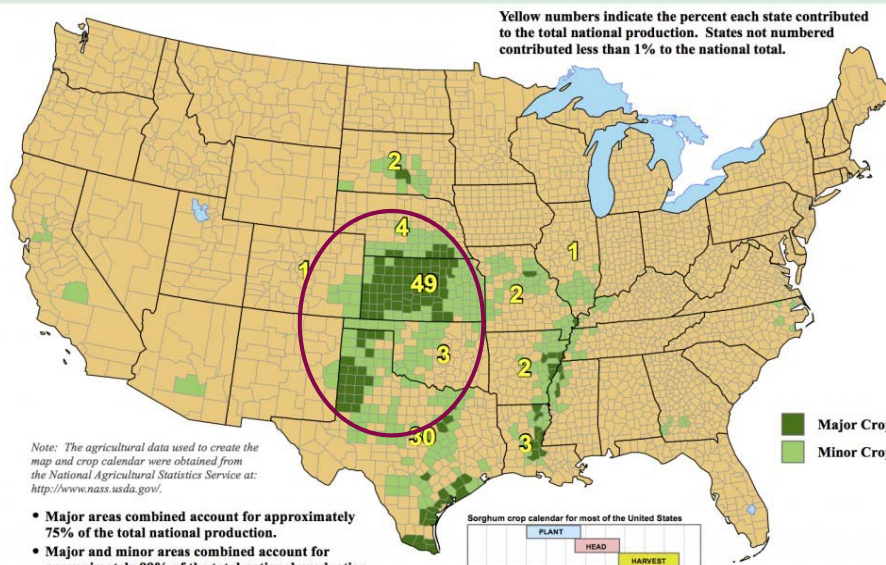 Yellow numbers indicate the percent each state contributed
to the total national production. States not numbered
contributed less than 1% to the national total.
2
4
1
1
49
2
3
2
30
3
Major Crop
Minor Crop
Note: The agricultural data used to create the
map and crop calendar were obtained from
the National Agricultural Statistics Service at:
http://www.nass.usda.gov/.
• Major areas combined account for approximately
75% of the total national production.
• Major and minor areas combined account for
Sorghum crop calendar for most of the United States
PLANT
HEAD
HARVEST